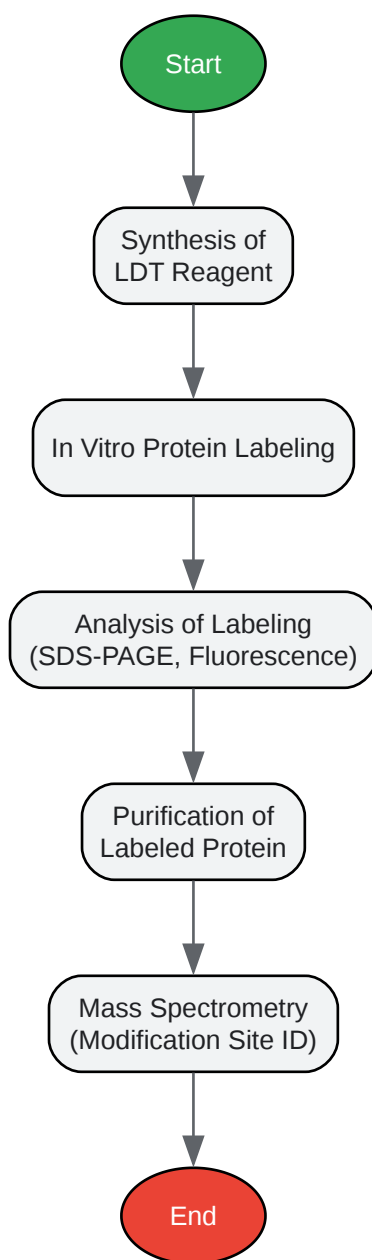 Start
Synthesis of
LDT Reagent
In Vitro Protein Labeling
Analysis of Labeling
(SDS-PAGE, Fluorescence)
Purification of
Labeled Protein
Mass Spectrometry
(Modification Site ID)
End